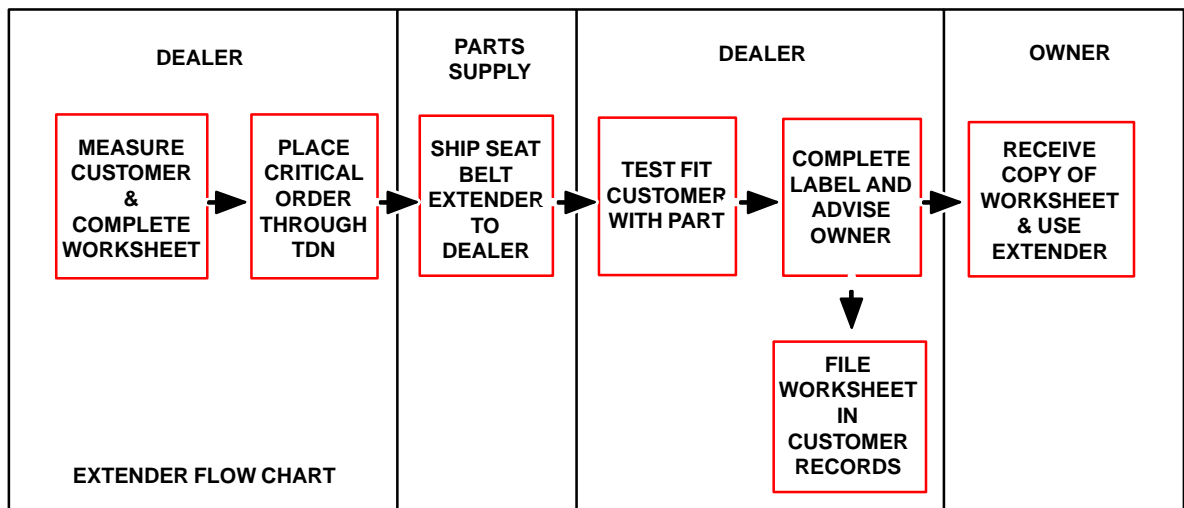 DEALER
PARTS
SUPPLY
DEALER
OWNER
MEASURE
CUSTOMER
&
COMPLETE
WORKSHEET
PLACE
CRITICAL
ORDER
THROUGH
TDN
SHIP SEAT
BELT
EXTENDER
TO
DEALER
TEST FIT
CUSTOMER
WITH PART
COMPLETE
LABEL AND
ADVISE
OWNER
RECEIVE
COPY OF
WORKSHEET
& USE
EXTENDER
FILE
WORKSHEET
IN
CUSTOMER
RECORDS
EXTENDER FLOW CHART